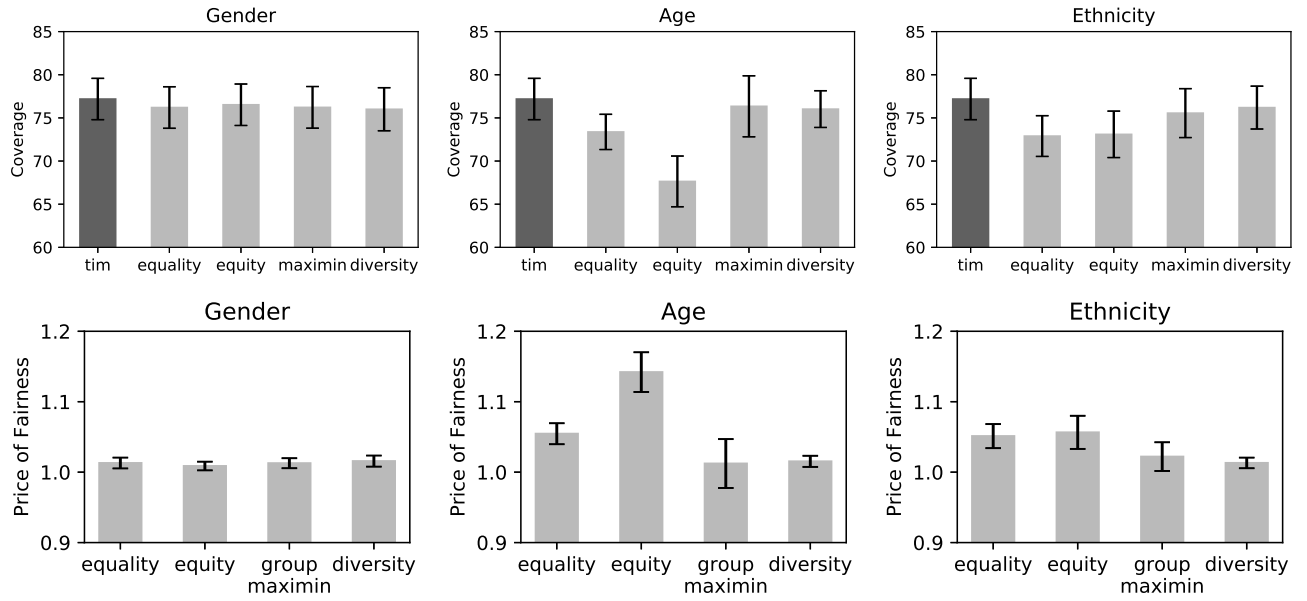 Gender
85
80
75
70
65
60
Coverage
tim equality equity maximin diversity
Age
85
80
75
70
65
60
Coverage
tim equality equity maximin diversity
Ethnicity
85
80
75
70
65
60
Coverage
tim equality equity maximin diversity
Gender
1.2
1.1
1.0
0.9
Price of Fairness
equality equity group diversity
maximin
Age
1.2
1.1
1.0
0.9
Price of Fairness
equality equity group diversity
maximin
Ethnicity
1.2
1.1
1.0
0.9
Price of Fairness
equality equity group diversity
maximin